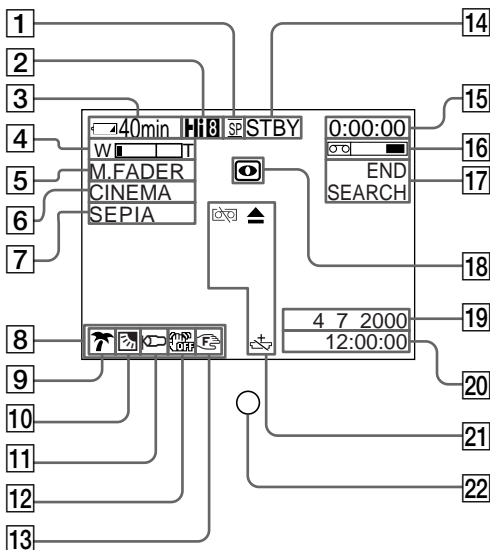 1
14
2
3
40min Hi8 SP STBY
0:00:00
15
4
W T
16
5
M.FADER
END
SEARCH
17
6
CINEMA
7
SEPIA
18
4 7 2000
19
12:00:00
20
8
OFF
F
9
10
11
12
13
21
22